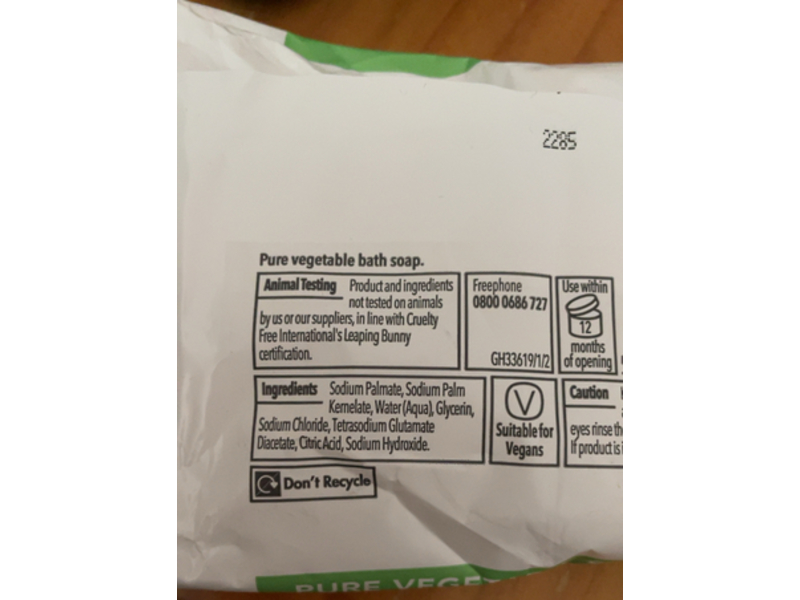 2285
Pure vegetable bath soap.
Animal Testing Product and ingredients
not tested on animals
by us or our suppliers, in line with Cruelty
Free International's Leaping Bunny
certification.
Freephone
0800 0686 727
GH33619/1/2
Use within
12
months
of opening
Ingredients Sodium Palmate, Sodium Palm
Kernelate, Water (Aqua), Glycerin,
Sodium Chloride, Tetrasodium Glutamate
Diacetate, Citric Acid, Sodium Hydroxide.
V
Suitable for
Vegans
Caution
eyes rinse
If product is
Don't Recycle
PURE